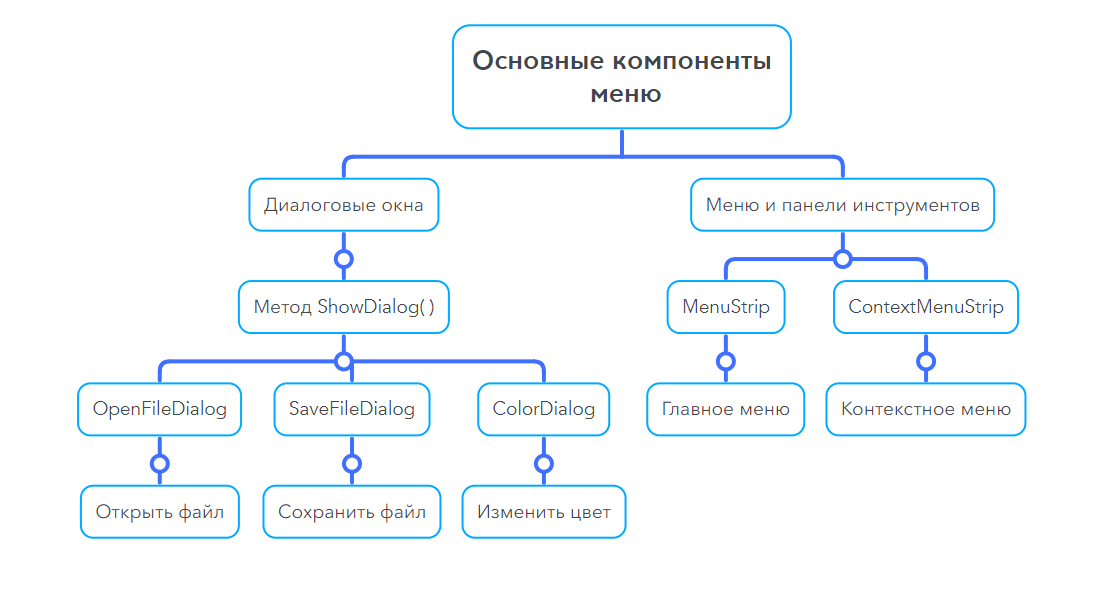 Основные компоненты
меню
Диалоговые окна
Меню и панели инструментов
Метод ShowDialog( )
MenuStrip
ContextMenuStrip
OpenFileDialog
SaveFileDialog
ColorDialog
Главное меню
Контекстное меню
Открыть файл
Сохранить файл
Изменить цвет